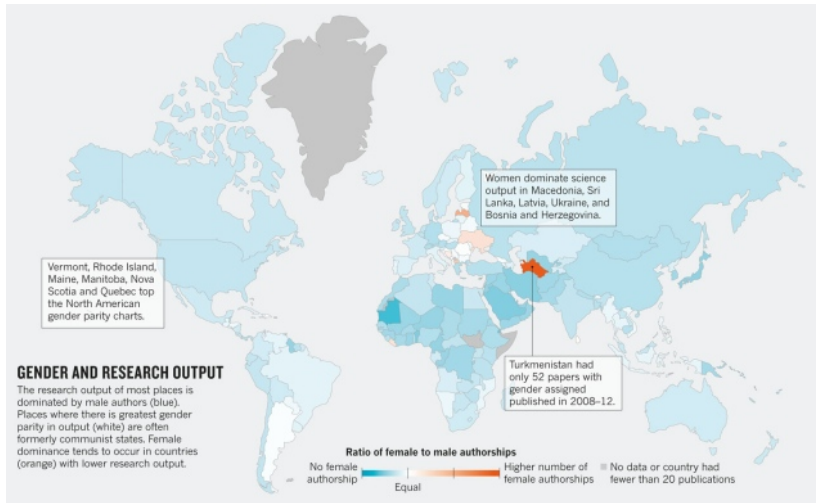 Women dominate science
output in Macedonia, Sri
Lanka, Latvia, Ukraine, and
Bosnia and Herzegovina.
Vermont, Rhode Island,
Maine, Manitoba, Nova
Scotia and Quebec top
the North American
gender parity charts.
Turkmenistan had
only 52 papers with
gender assigned
published in 2008–12.
GENDER AND RESEARCH OUTPUT
The research output of most places is
dominated by male authors (blue).
Places where there is greatest gender
parity in output (white) are often
formerly communist states. Female
dominance tends to occur in countries
(orange) with lower research output.
Ratio of female to male authorships
No female
authorship
Equal
Higher number of
female authorships
No data or country had
fewer than 20 publications